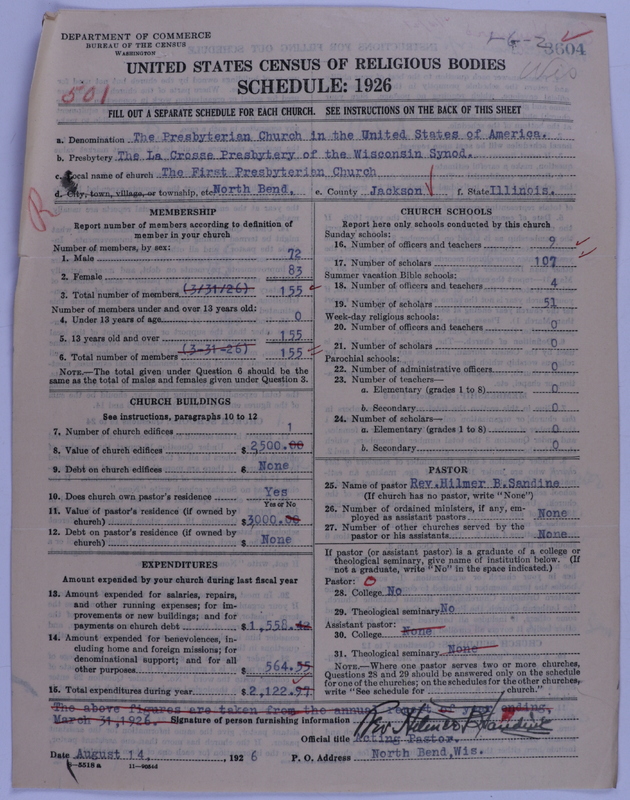 DEPARTMENT OF COMMERCE
BUREAU OF THE CENSUS
WASHINGTON
3604
Wis
UNITED STATES CENSUS OF RELIGIOUS BODIES
SCHEDULE: 1926
501
FILL OUT A SEPARATE SCHEDULE FOR EACH CHURCH. SEE INSTRUCTIONS ON THE BACK OF THIS SHEET
a. Denomination The Presbyterian Church in the United States of America.
b. Presbytery The La Crosse Presbytery of the Wisconsin Synod.
c. Local name of church The First Presbyterian Church
d. City, town, village, or township, etc. North Bend. e. County Jackson f. State Illinois.
R
MEMBERSHIP
Report number of members according to definition of member in your church
Number of members, by sex:
1. Male 72
2. Female 83
3. Total number of members (3/31/26) 155
Number of members under and over 13 years old:
4. Under 13 years of age 0
5. 13 years old and over 155
6. Total number of members (3-31-26) 155
NOTE.—The total given under Question 6 should be
same as the total of males and females given under Question 3.
CHURCH BUILDINGS
See instructions, paragraphs 10 to 12
7. Number of church edifices 1
8. Value of church edifices $ 2500.00
9. Debt on church edifices $ None
10. Does church own pastor's residence Yes
Yes or No
11. Value of pastor's residence (if owned by
church) $ 3000.00
12. Debt on pastor's residence (if owned by
church) $ None
EXPENDITURES
Amount expended by your church during last fiscal year
13. Amount expended for salaries, repairs,
and other running expenses; for im-
provements or new buildings; and for
payments on church debt $ 1,558.42
14. Amount expended for benevolences, in-
cluding home and foreign missions; for
denominational support; and for all
other purposes $ 564.55
15. Total expenditures during year $ 2,122.97
CHURCH SCHOOLS
Report here only schools conducted by this church
Sunday schools:
16. Number of officers and teachers 9
17. Number of scholars 107
Summer vacation Bible schools:
18. Number of officers and teachers 4
19. Number of scholars 51
Week-day religious schools:
20. Number of officers and teachers 0
21. Number of scholars 0
Parochial schools:
22. Number of administrative officers 0
23. Number of teachers—
a. Elementary (grades 1 to 8) 0
b. Secondary 0
24. Number of scholars—
a. Elementary (grades 1 to 8) 0
b. Secondary 0
PASTOR
25. Name of pastor Rev. Hilmer B. Sandine
(If church has no pastor, write "None")
26. Number of ordained ministers, if any, em-
ployed as assistant pastors None
27. Number of other churches served by the
pastor or his assistants None
If pastor (or assistant pastor) is a graduate of a college or
theological seminary, give name of institution below. (If
not a graduate, write "No" in the space indicated.)
Pastor: 0
28. College No
29. Theological seminary No
Assistant pastor:
30. College None
31. Theological seminary None
NOTE.—Where one pastor serves two or more churches,
Questions 28 and 29 should be answered only on the schedule
for one of the churches; on the schedules for the other churches,
write "See schedule for church."
The above figures are taken from the annual report of year ending,
March 31, 1926. Signature of person furnishing information Rev Hilmer B Sandine
Official title Acting Pastor.
Date August 14, 1926 P. O. Address North Bend, Wis.
8-5518 a